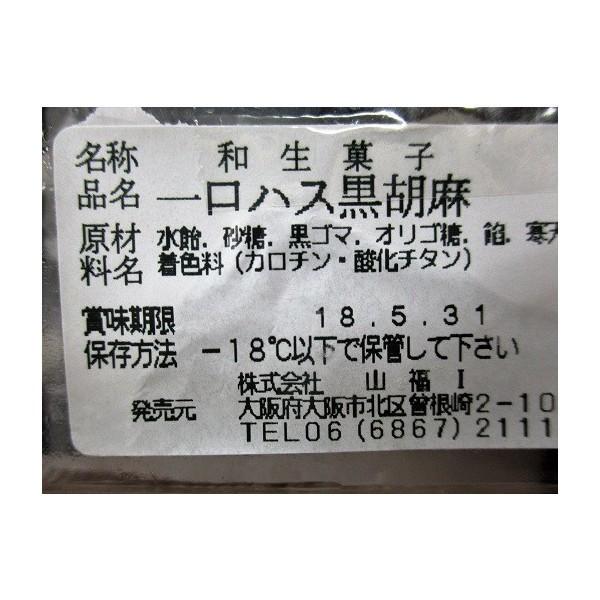 名称 和生菓子
品名 一口ハス黒胡麻
原材料名 水飴．砂糖．黒ゴマ．オリゴ糖．餡．寒天
着色料（カロチン・酸化チタン）
賞味期限 18.5.31
保存方法 －18℃以下で保管して下さい
株式会社 山福 I
発売元 大阪府大阪市北区曽根崎2-10
TEL06(6867)2111